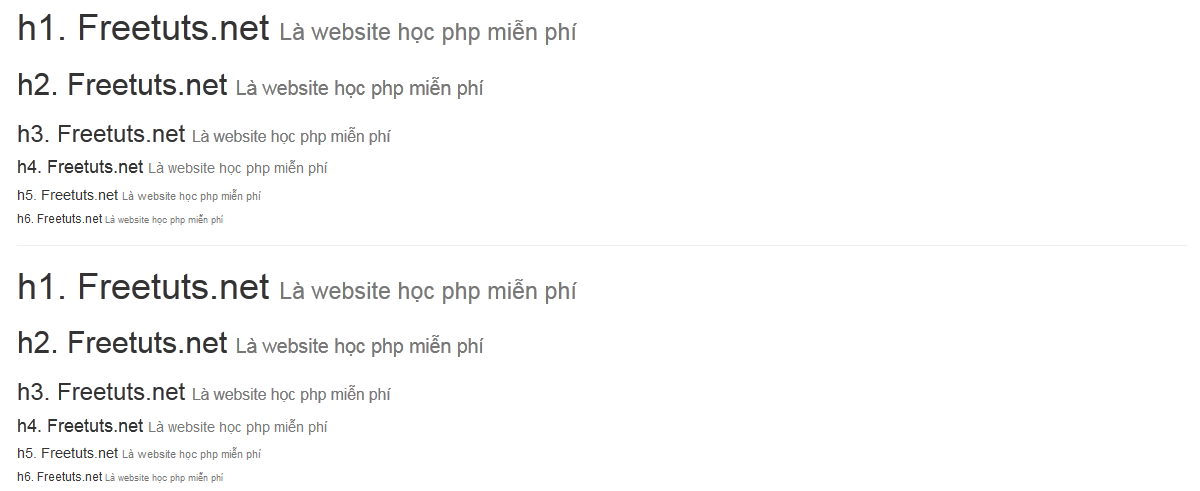 h1. Freetuts.net Là website học php miễn phí
h2. Freetuts.net Là website học php miễn phí
h3. Freetuts.net Là website học php miễn phí
h4. Freetuts.net Là website học php miễn phí
h5. Freetuts.net Là website học php miễn phí
h6. Freetuts.net Là website học php miễn phí
h1. Freetuts.net Là website học php miễn phí
h2. Freetuts.net Là website học php miễn phí
h3. Freetuts.net Là website học php miễn phí
h4. Freetuts.net Là website học php miễn phí
h5. Freetuts.net Là website học php miễn phí
h6. Freetuts.net Là website học php miễn phí